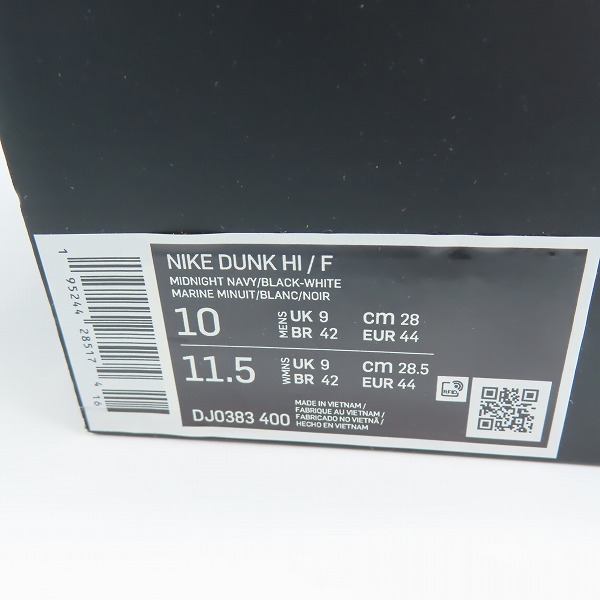 NIKE DUNK HI / F
MIDNIGHT NAVY/BLACK-WHITE
MARINE MINUIT/BLANC/NOIR
10 MENS UK 9 cm 28
BR 42 EUR 44
11.5 WMNS UK 9 cm 28.5
BR 42 EUR 44
DJ0383 400
MADE IN VIETNAM /
FABRIQUE AU VIETNAM /
FABRICADO NO VIETNÃ /
HECHO EN VIETNAM
RFID
1 95244 28517 4 16